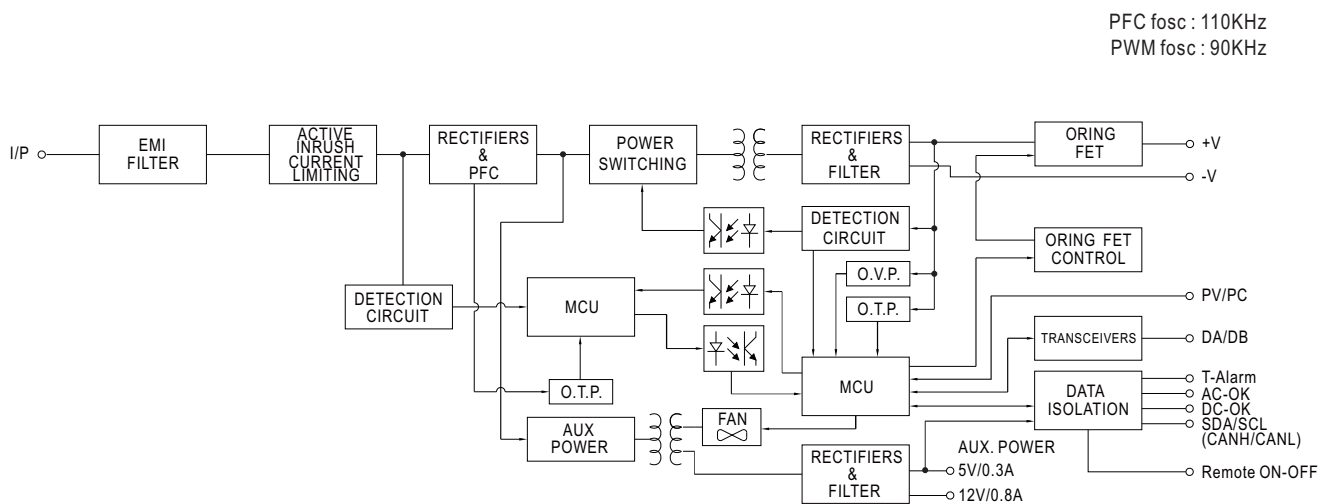 PFC fosc : 110KHz
PWM fosc : 90KHz
I/P
EMI
FILTER
ACTIVE
INRUSH
CURRENT
LIMITING
RECTIFIERS
&
PFC
POWER
SWITCHING
RECTIFIERS
&
FILTER
ORING
FET
+V
-V
DETECTION
CIRCUIT
ORING FET
CONTROL
O.V.P.
O.T.P.
DETECTION
CIRCUIT
MCU
PV/PC
TRANSCEIVERS
DA/DB
O.T.P.
MCU
DATA
ISOLATION
T-Alarm
AC-OK
DC-OK
SDA/SCL
(CANH/CANL)
AUX
POWER
FAN
RECTIFIERS
&
FILTER
AUX. POWER
5V/0.3A
12V/0.8A
Remote ON-OFF